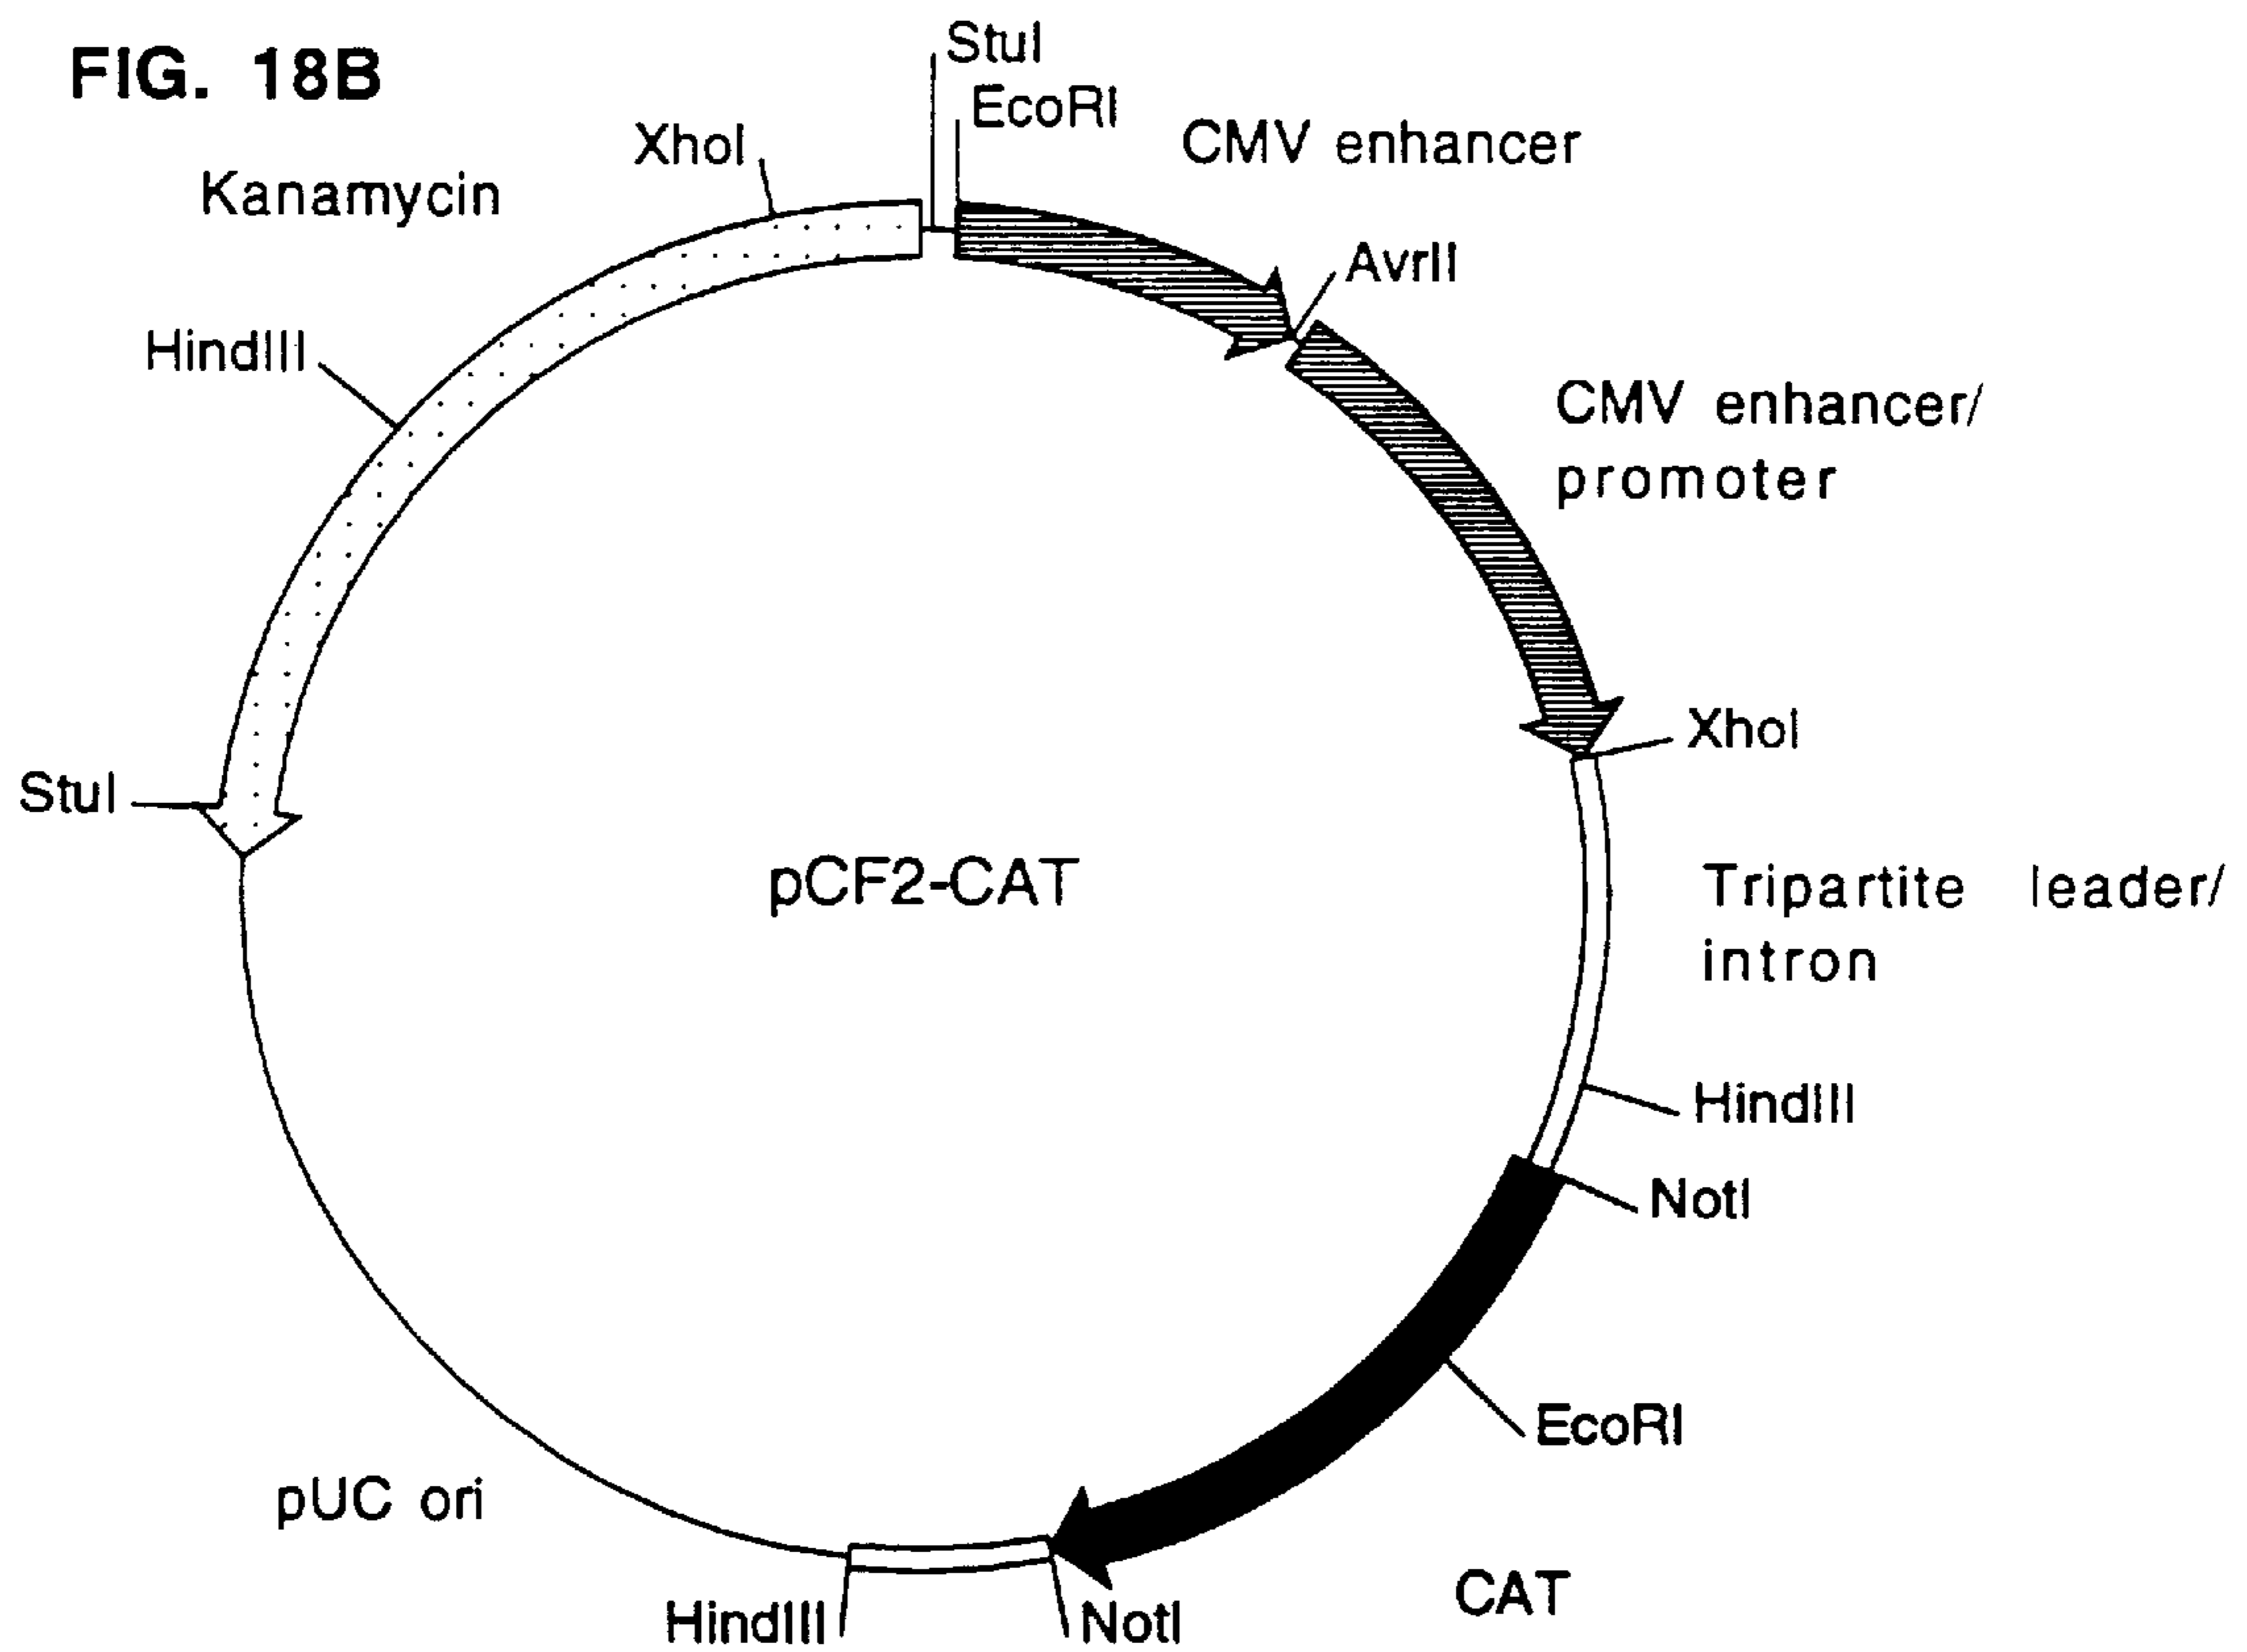 FIG. 18B
StuI
EcoRI
XhoI
CMV enhancer
Kanamycin
AvrII
HindIII
CMV enhancer/
promoter
XhoI
StuI
pCF2-CAT
Tripartite leader/
intron
HindIII
NotI
EcoRI
pUC ori
CAT
HindIII
NotI